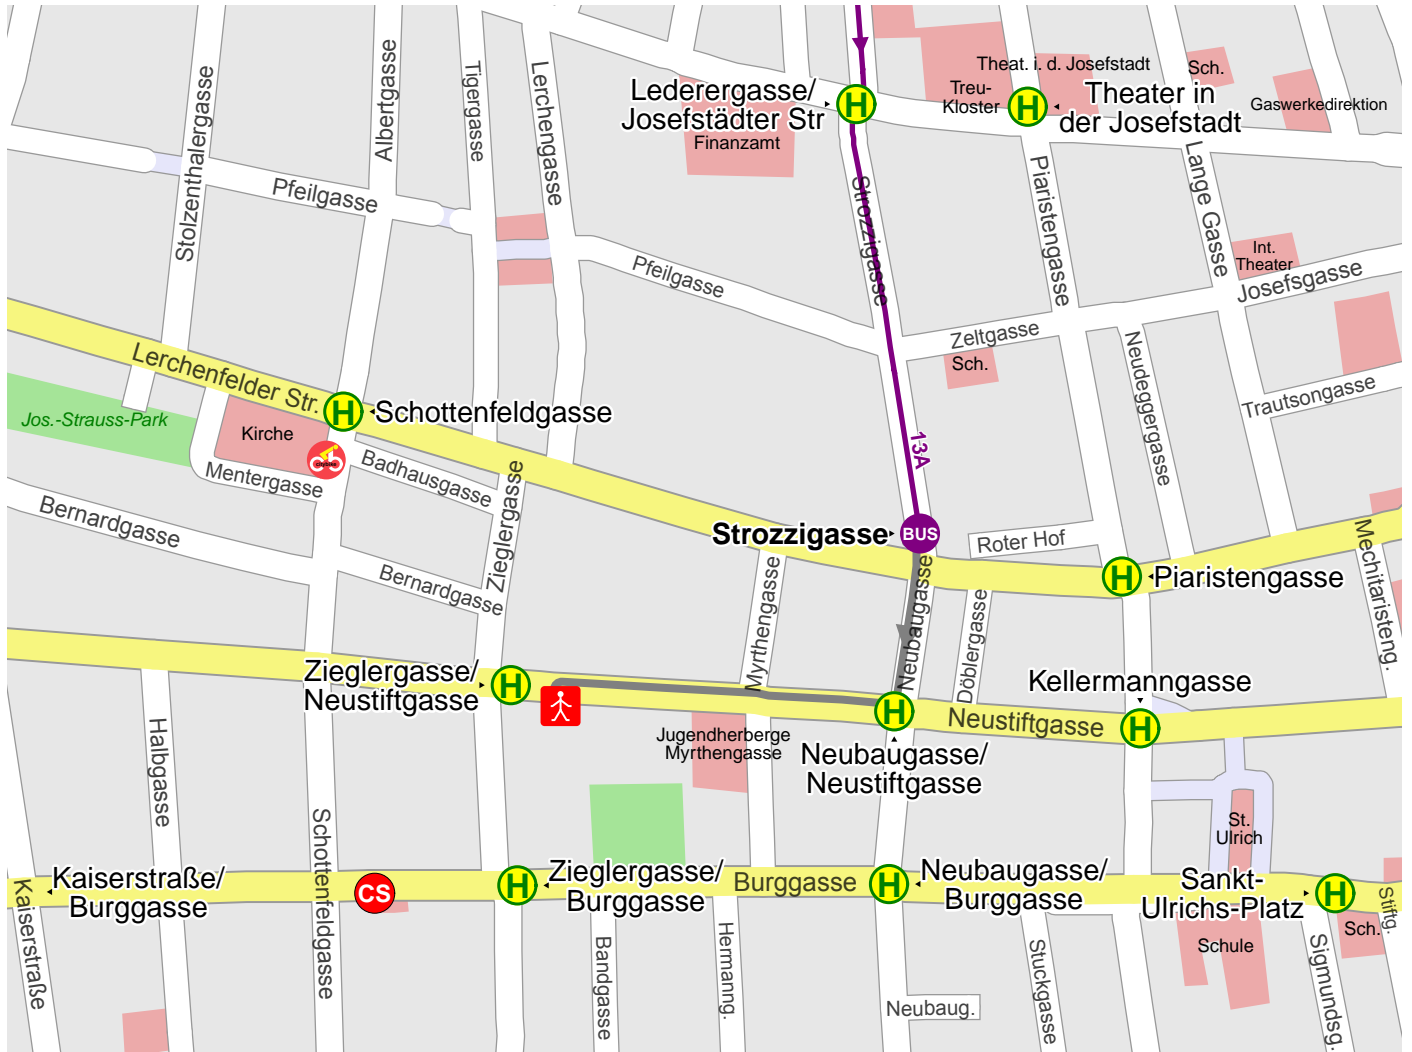 Lederergasse/
Josefstädter Str
Finanzamt
Theat. i. d. Josefstadt
Treu-
Kloster
H
H
Theater in
der Josefstadt
Sch.
Gaswerkedirektion
Stolzenthalergasse
Albertgasse
Tigergasse
Lerchengasse
Pfeilgasse
Pfeilgasse
Strozzigasse
Piaristengasse
Lange Gasse
Int.
Theater
Josefsgasse
Zeltgasse
Sch.
Neudeggergasse
Trautsongasse
Lerchenfelder Str.
H
Schottenfeldgasse
Jos.-Strauss-Park
Kirche
citybike
Mentergasse
Badhausgasse
Zieglergasse
Bernardgasse
Bernardgasse
13A
Strozzigasse
BUS
Roter Hof
H
Piaristengasse
Mechitaristeng.
Myrthengasse
Neubaugasse
Döblergasse
Zieglergasse/
Neustiftgasse
H
Kellermanngasse
H
H
Neustiftgasse
Neubaugasse/
Neustiftgasse
Jugendherberge
Myrthengasse
Halbgasse
Schottenfeldgasse
St.
Ulrich
Kaiserstraße/
Burggasse
Kaiserstraße
CS
H
Zieglergasse/
Burggasse
Burggasse
H
Neubaugasse/
Burggasse
Sankt-
Ulrichs-Platz
H
Stiftg.
Sch.
Schule
Bandgasse
Hermanng.
Neubaug.
Stuckgasse
Sigmundsg.